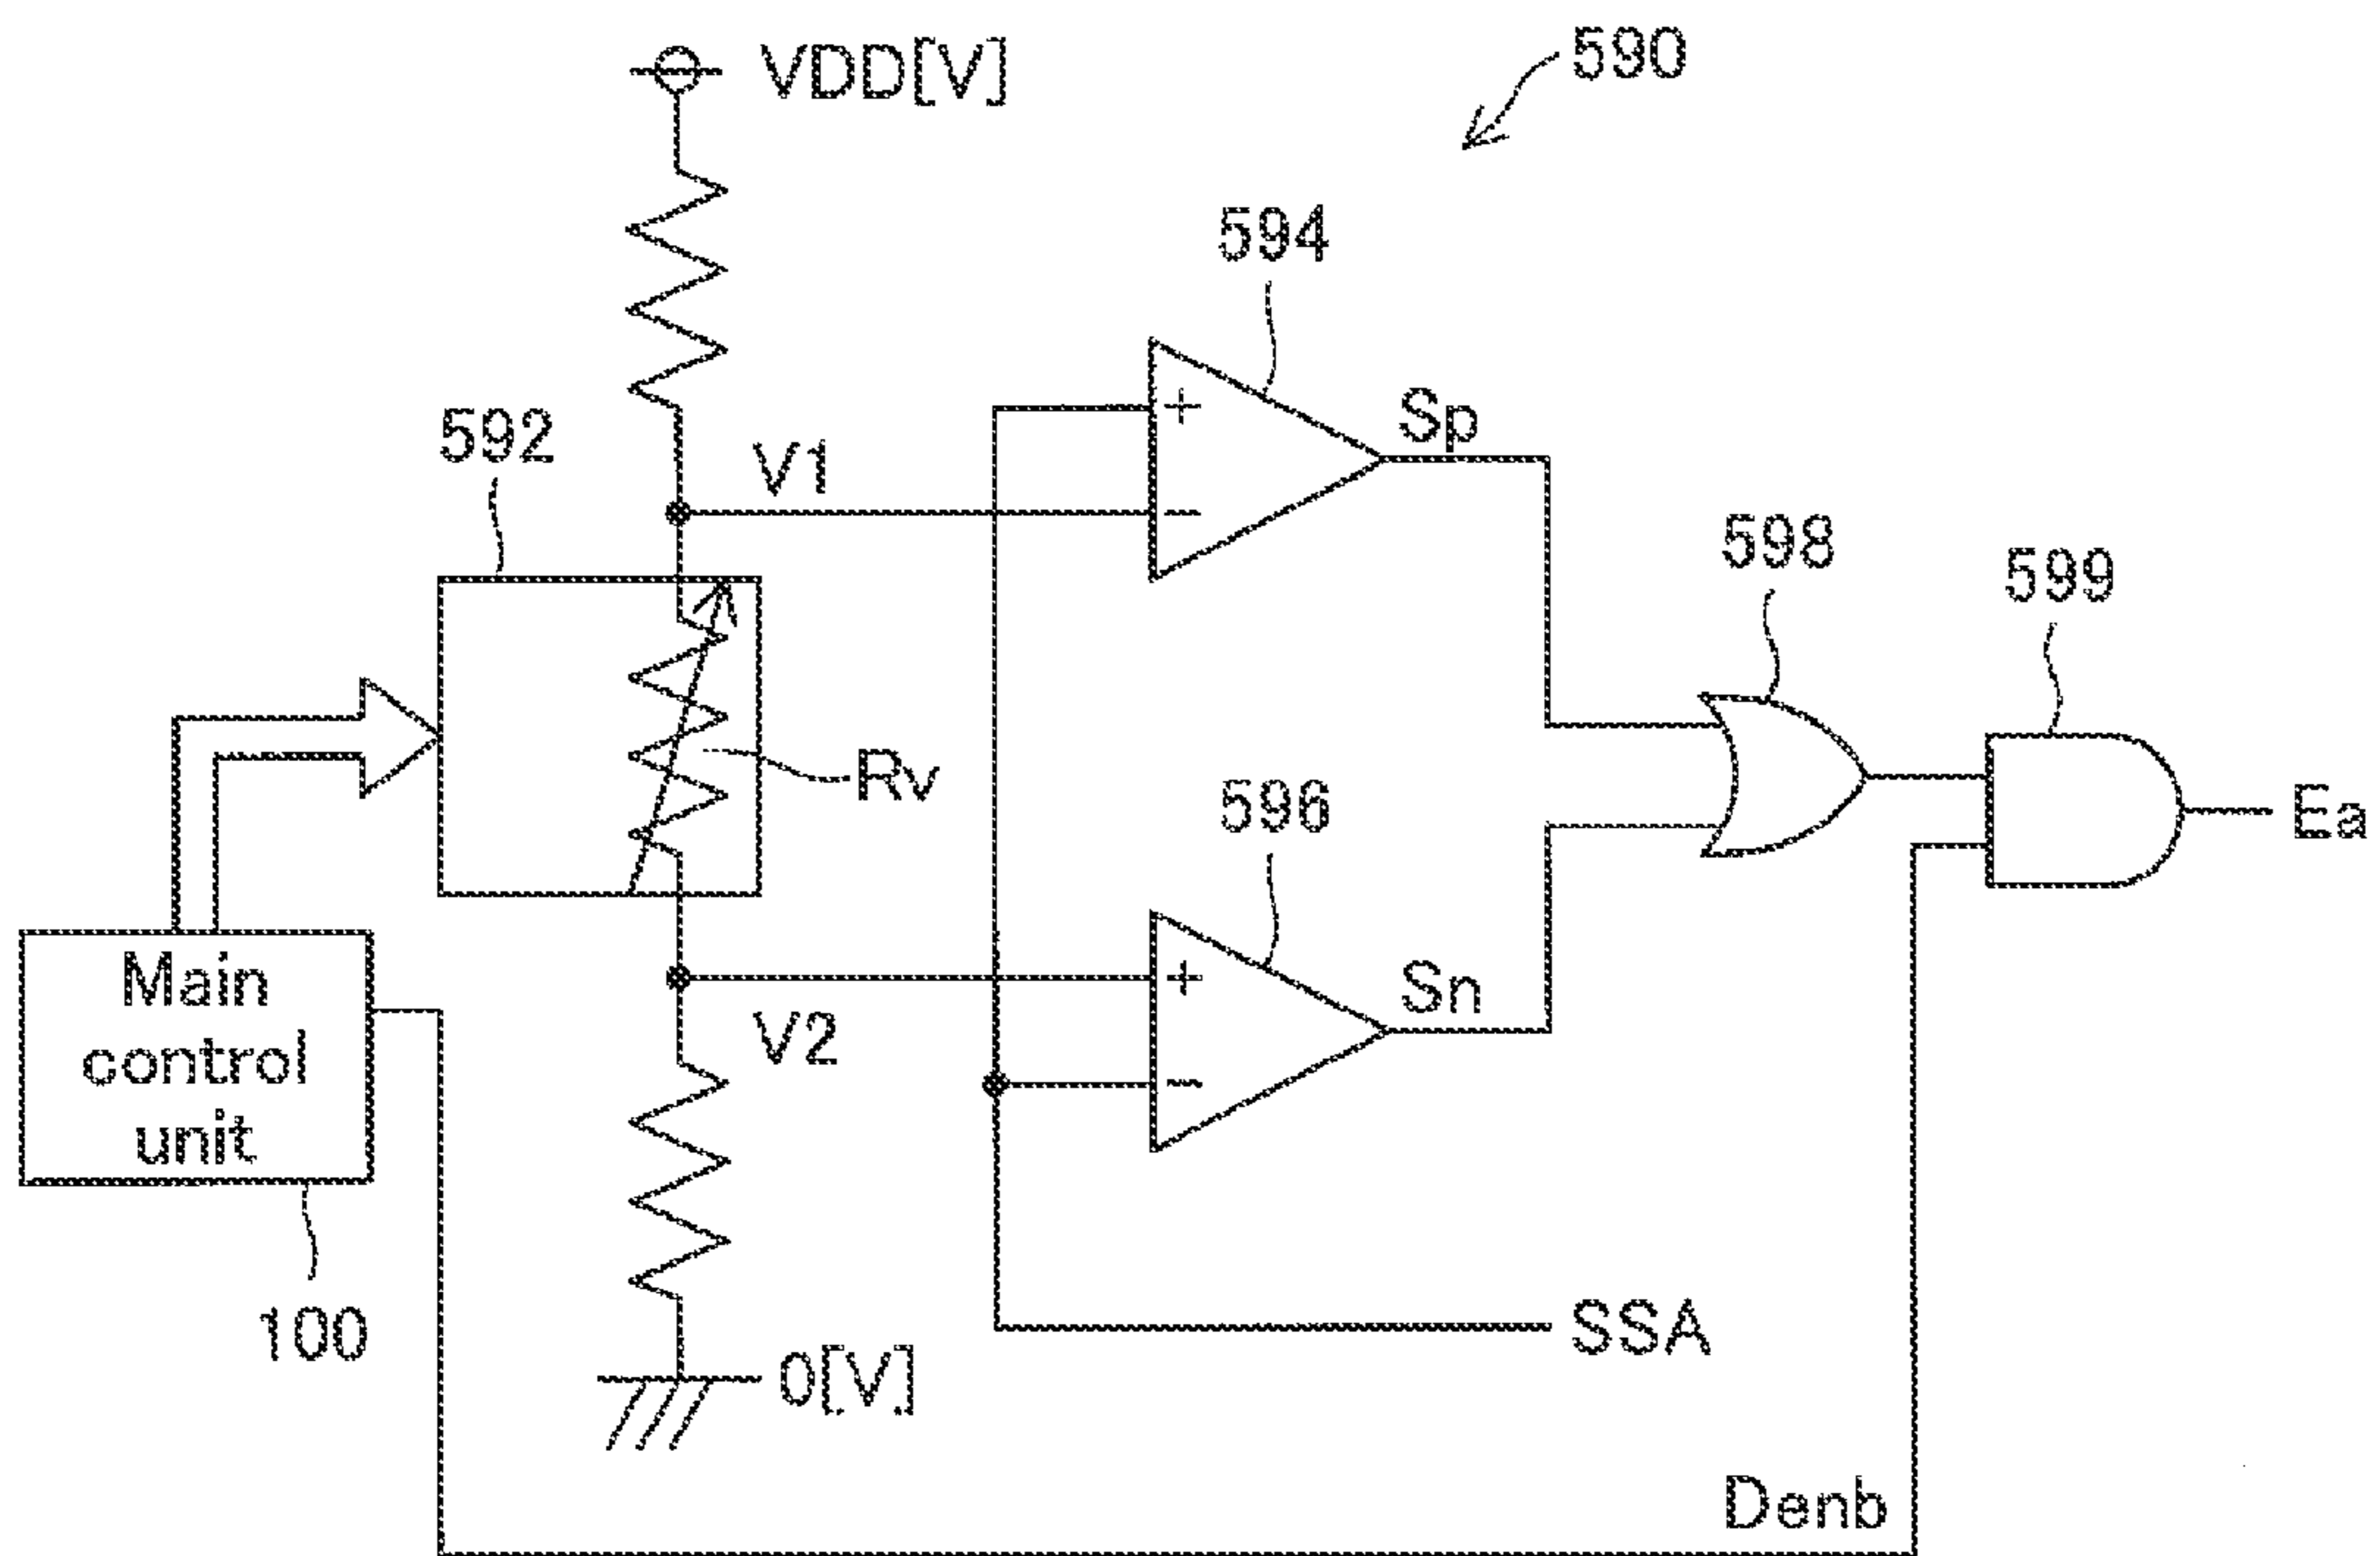 590
VDD[V]
594
Sp
592
V1
598
599
Rv
596
Ea
Main
control
unit
Sn
V2
100
SSA
0[V]
Denb
+
−
+
−